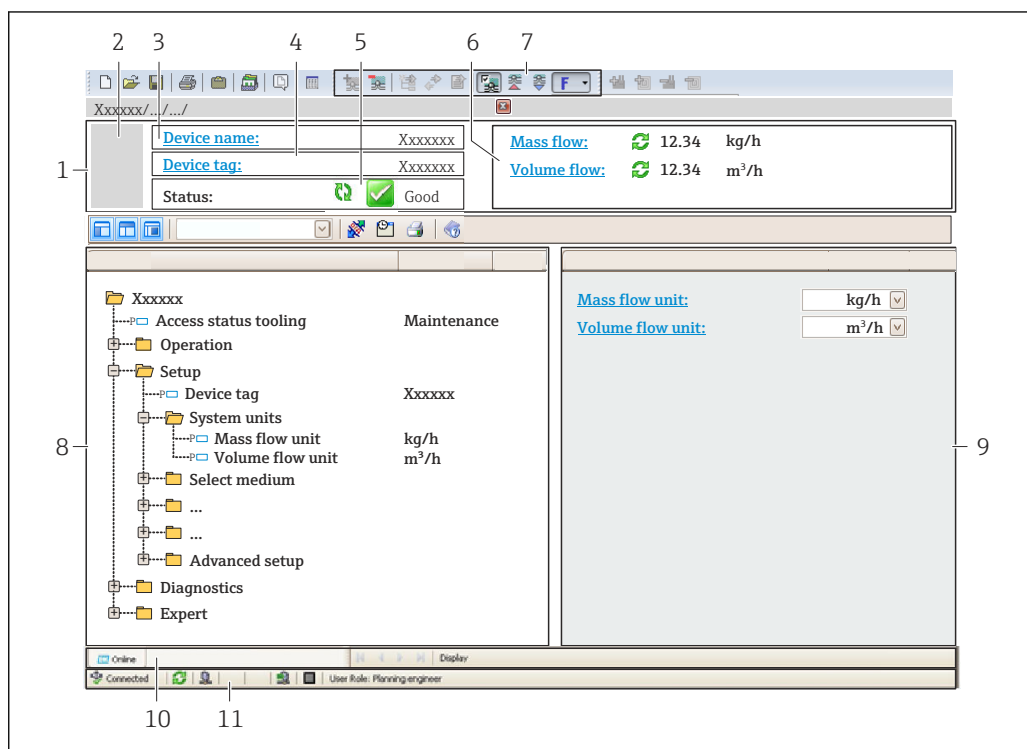 2 3 4 5 6 7
F
Xxxxxx/.../.../
1
Device name: Xxxxxxx
Device tag: Xxxxxxx
Status: Good
Mass flow: 12.34 kg/h
Volume flow: 12.34 m³/h
Xxxxxx
P Access status tooling Maintenance
Operation
Setup
P Device tag Xxxxxx
System units
P Mass flow unit kg/h
P Volume flow unit m³/h
Select medium
...
...
Advanced setup
Diagnostics
Expert
Mass flow unit: kg/h
Volume flow unit: m³/h
8
9
Online Display
Connected User Role: Planning engineer
10 11